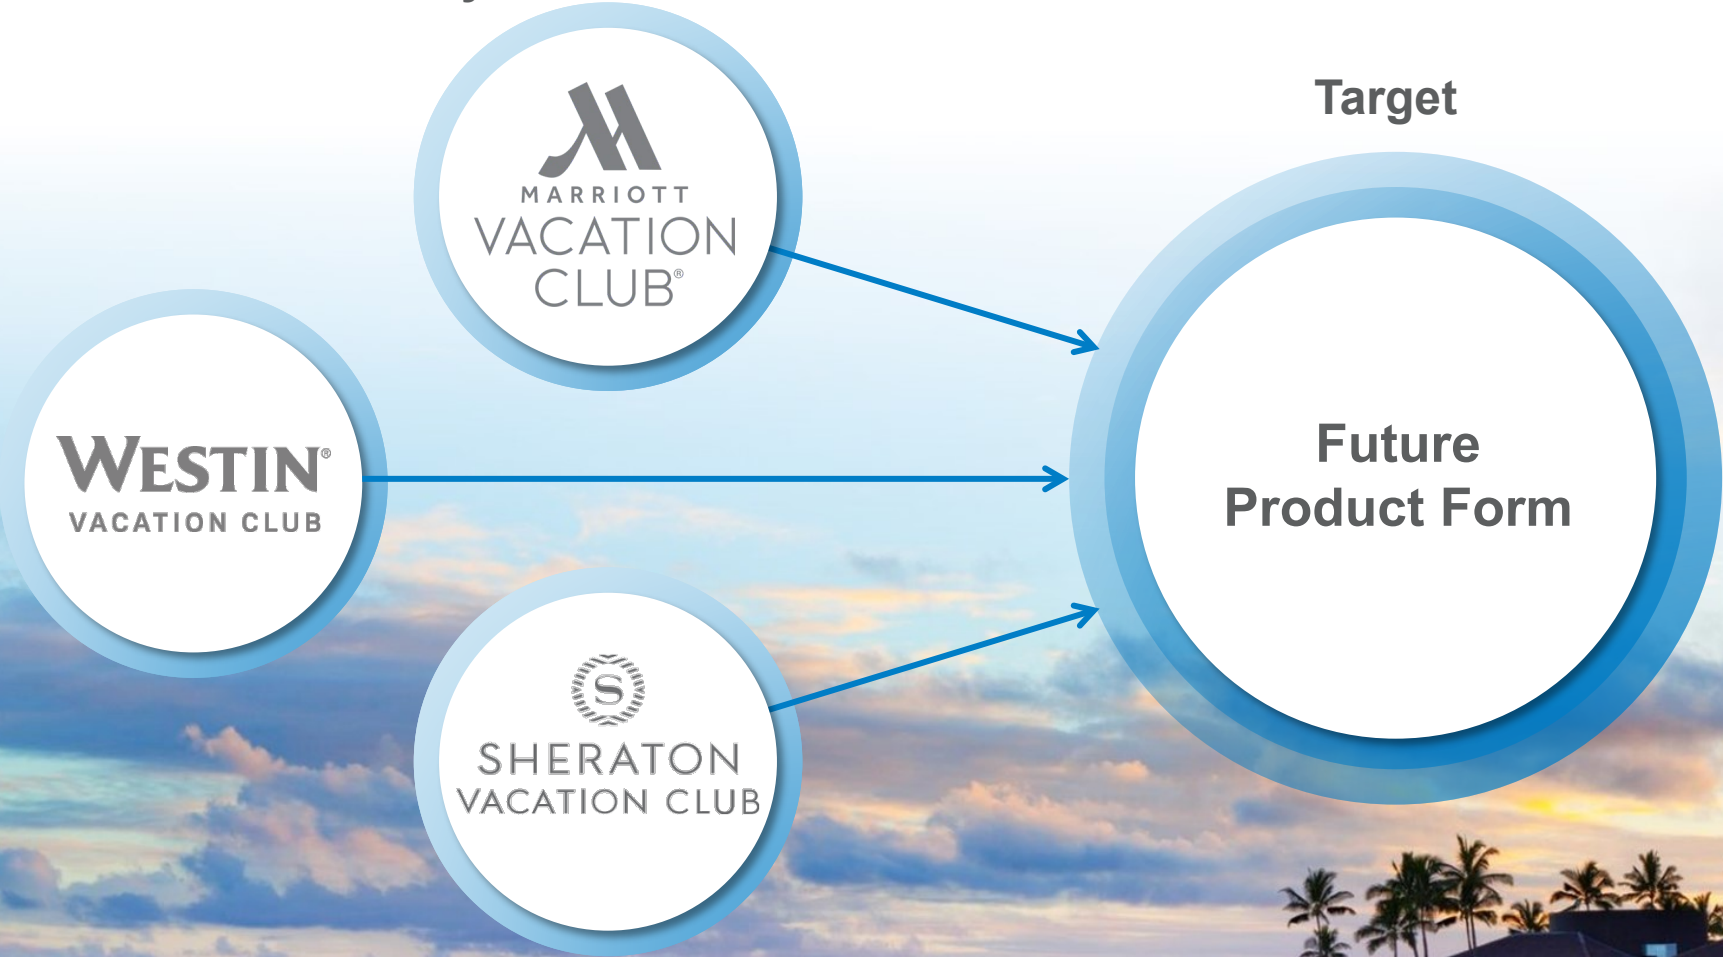 Target
MARRIOTT
VACATION
CLUB®
WESTIN®
VACATION CLUB
S
SHERATON
VACATION CLUB
Future
Product Form